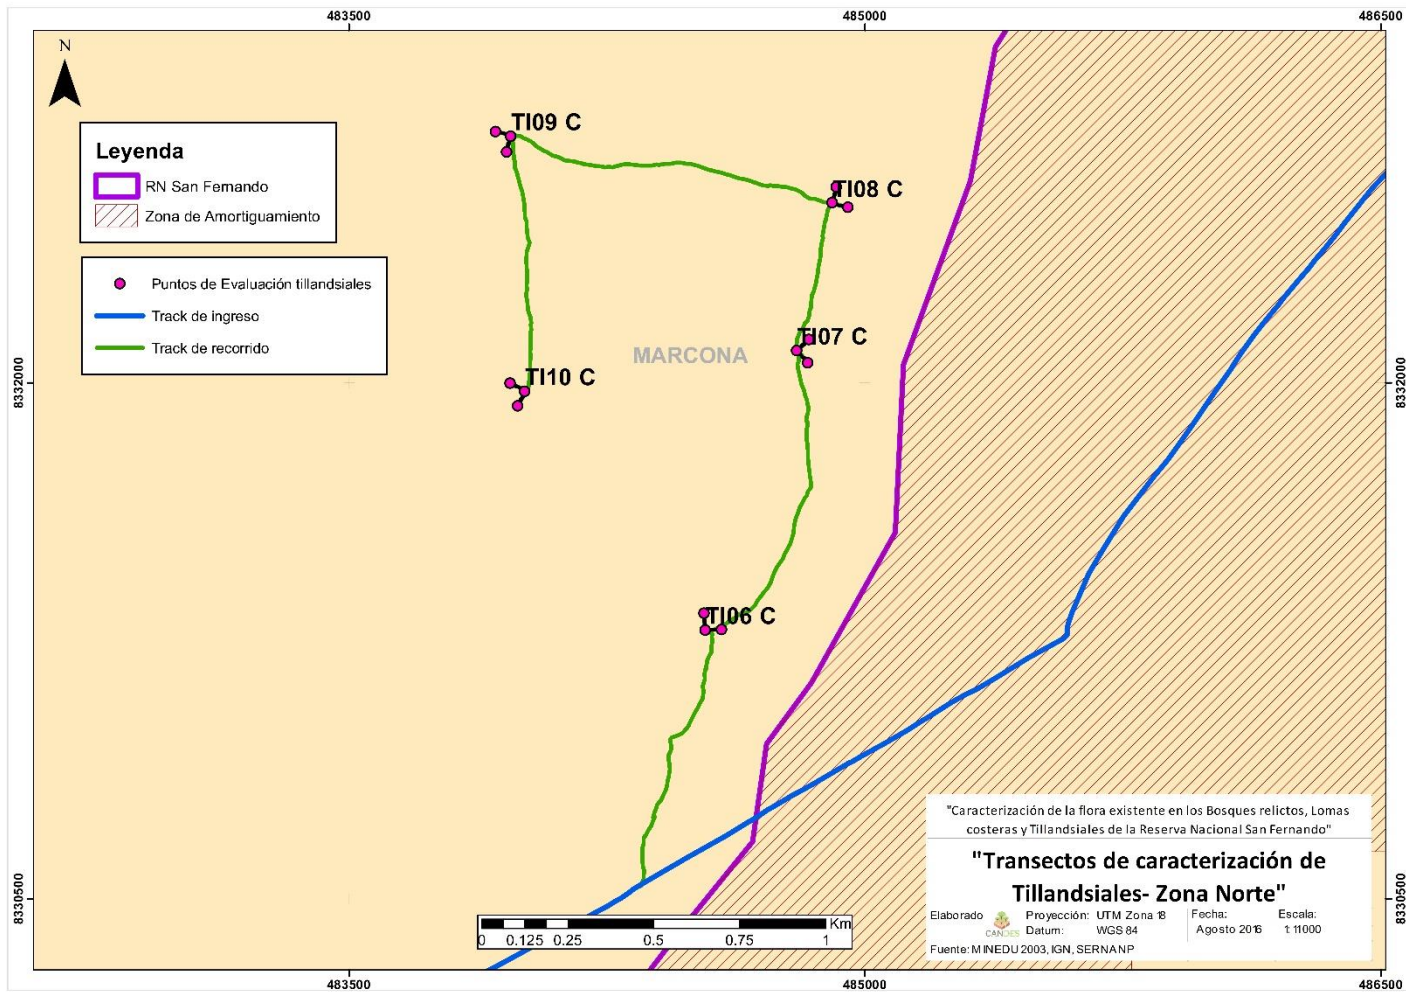 483500
485000
486500
N
TI09 C
Leyenda
RN San Fernando
Zona de Amortiguamiento
TI08 C
Puntos de Evaluación tillandsiales
Track de ingreso
Track de recorrido
TI07 C
MARCONA
TI10 C
8332000
8332000
TI06 C
"Caracterización de la flora existente en los Bosques relictos, Lomas
costeras y Tillandsiales de la Reserva Nacional San Fernando"
"Transectos de caracterización de
Tillandsiales- Zona Norte"
Elaborado
CANDES
Proyección: UTM Zona 18
Datum: WGS 84
Fecha:
Agosto 2016
Escala:
1:11000
Fuente: MINEDU 2003, IGN, SERNANP
8330500
8330500
Km
0 0.125 0.25 0.5 0.75 1
483500
485000
486500